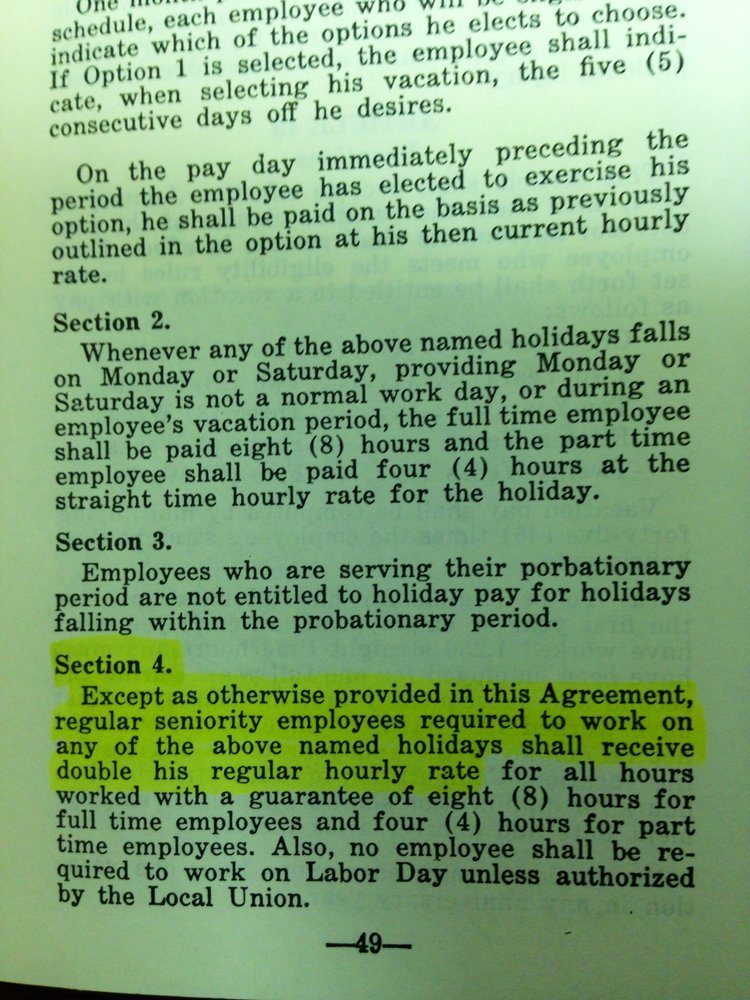 One month
schedule, each employee who will be
indicate which of the options he elects to choose.
If Option 1 is selected, the employee shall indi-
cate, when selecting his vacation, the five (5)
consecutive days off he desires.
On the pay day immediately preceding the
period the employee has elected to exercise his
option, he shall be paid on the basis as previously
outlined in the option at his then current hourly
rate.
Section 2.
Whenever any of the above named holidays falls
on Monday or Saturday, providing Monday or
Saturday is not a normal work day, or during an
employee's vacation period, the full time employee
shall be paid eight (8) hours and the part time
employee shall be paid four (4) hours at the
straight time hourly rate for the holiday.
Section 3.
Employees who are serving their porbationary
period are not entitled to holiday pay for holidays
falling within the probationary period.
Section 4.
Except as otherwise provided in this Agreement,
regular seniority employees required to work on
any of the above named holidays shall receive
double his regular hourly rate for all hours
worked with a guarantee of eight (8) hours for
full time employees and four (4) hours for part
time employees. Also, no employee shall be re-
quired to work on Labor Day unless authorized
by the Local Union.
—49—